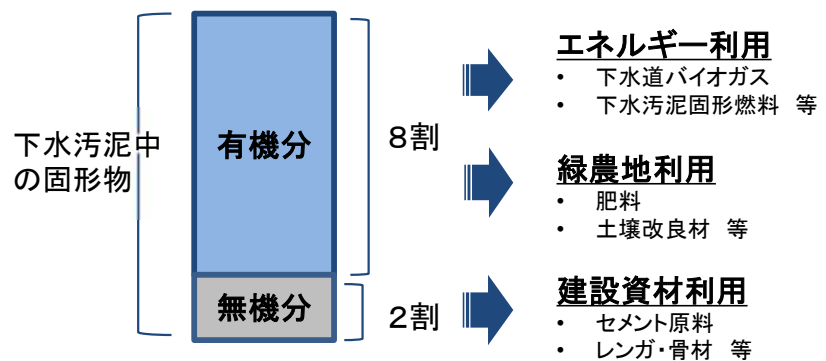 下水汚泥中
の固形物
有機分
8割
無機分
2割
エネルギー利用
• 下水道バイオガス
• 下水汚泥固形燃料 等
緑農地利用
• 肥料
• 土壌改良材 等
建設資材利用
• セメント原料
• レンガ・骨材 等